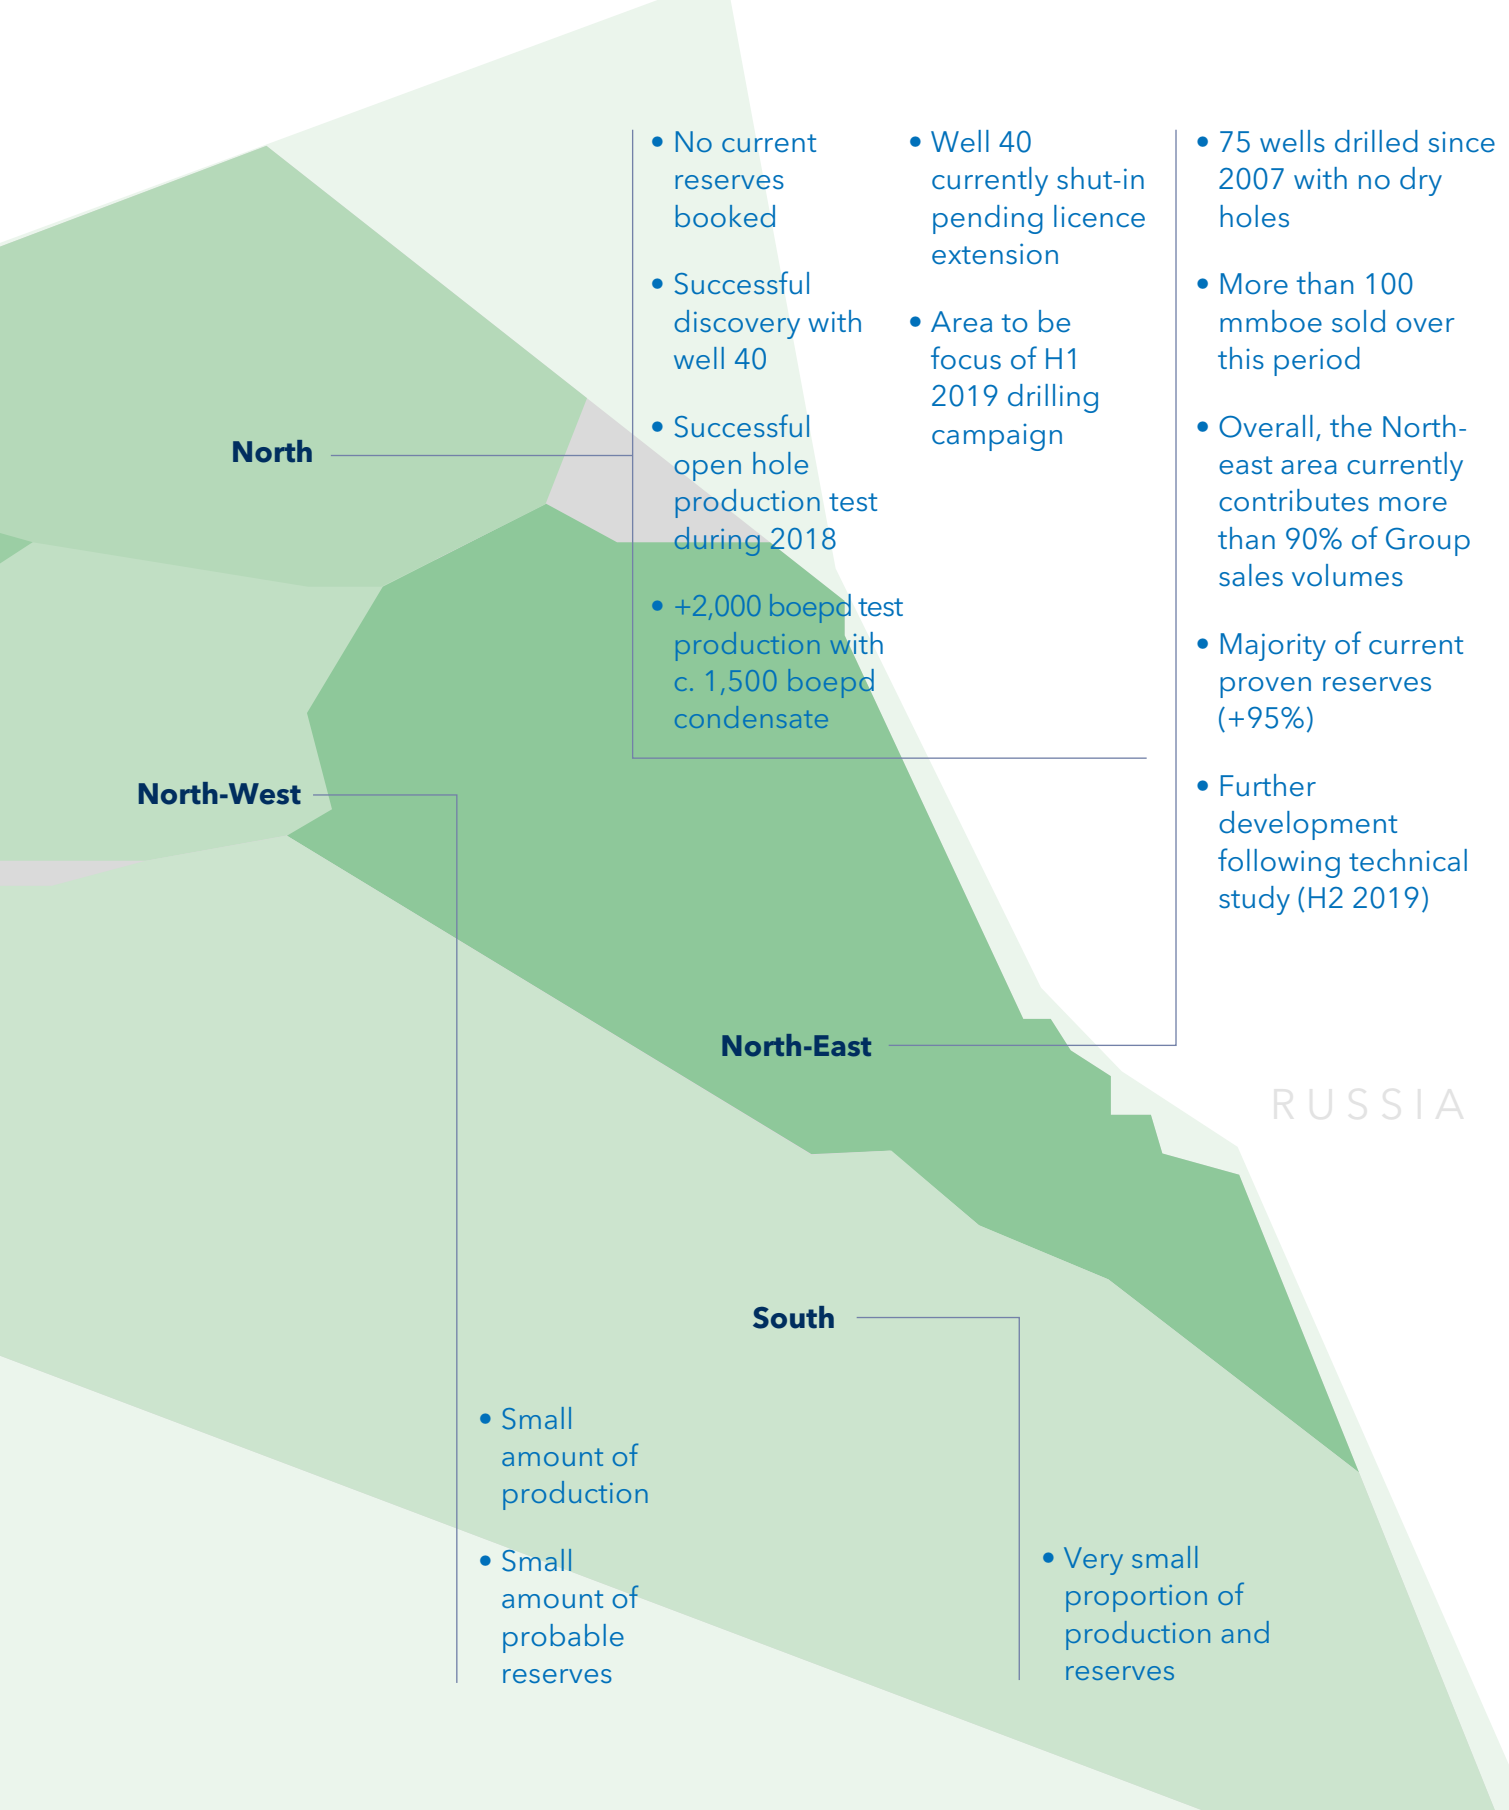 North
• No current
reserves
booked
• Successful
discovery with
well 40
• Successful
open hole
production test
during 2018
• +2,000 boepd test
production with
c. 1,500 boepd
condensate
• Well 40
currently shut-in
pending licence
extension
• Area to be
focus of H1
2019 drilling
campaign
• 75 wells drilled since
2007 with no dry
holes
• More than 100
mmboe sold over
this period
• Overall, the North-
east area currently
contributes more
than 90% of Group
sales volumes
• Majority of current
proven reserves
(+95%)
• Further
development
following technical
study (H2 2019)
North-West
North-East
RUSSIA
South
• Small
amount of
production
• Small
amount of
probable
reserves
• Very small
proportion of
production and
reserves